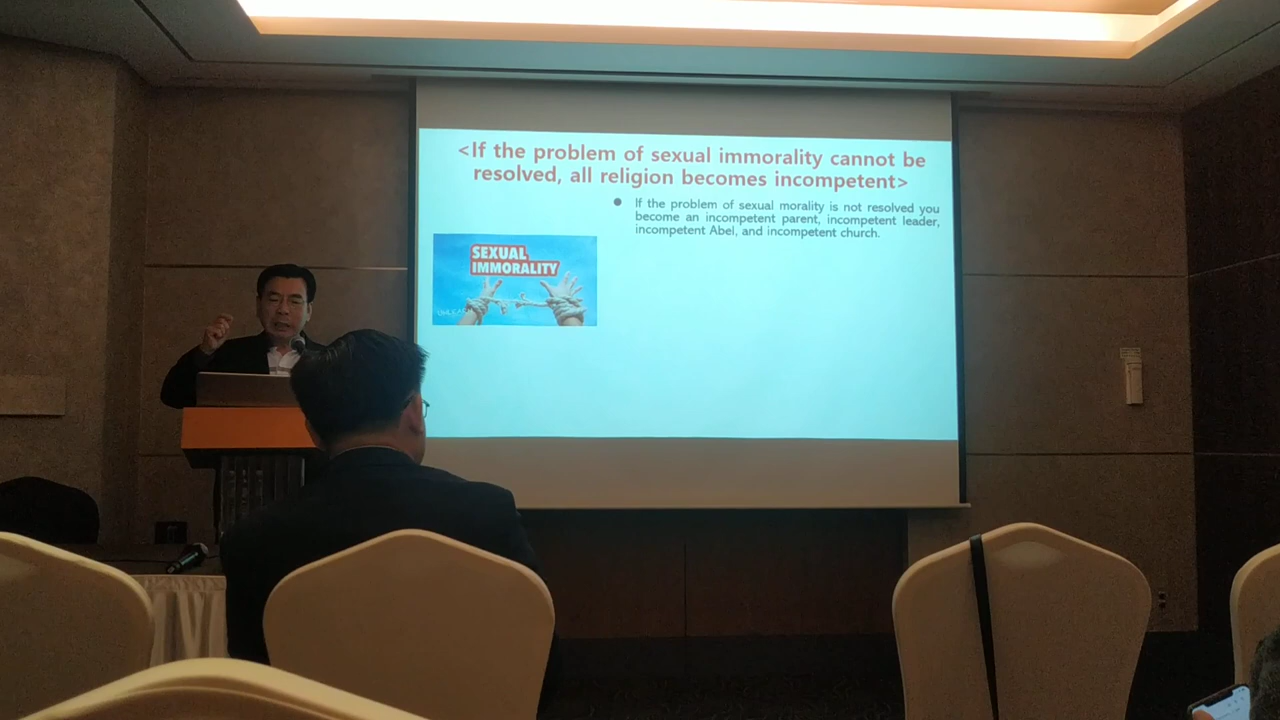 <If the problem of sexual immorality cannot be
resolved, all religion becomes incompetent>
● If the problem of sexual morality is not resolved you
become an incompetent parent, incompetent leader,
incompetent Abel, and incompetent church.
SEXUAL
IMMORALITY